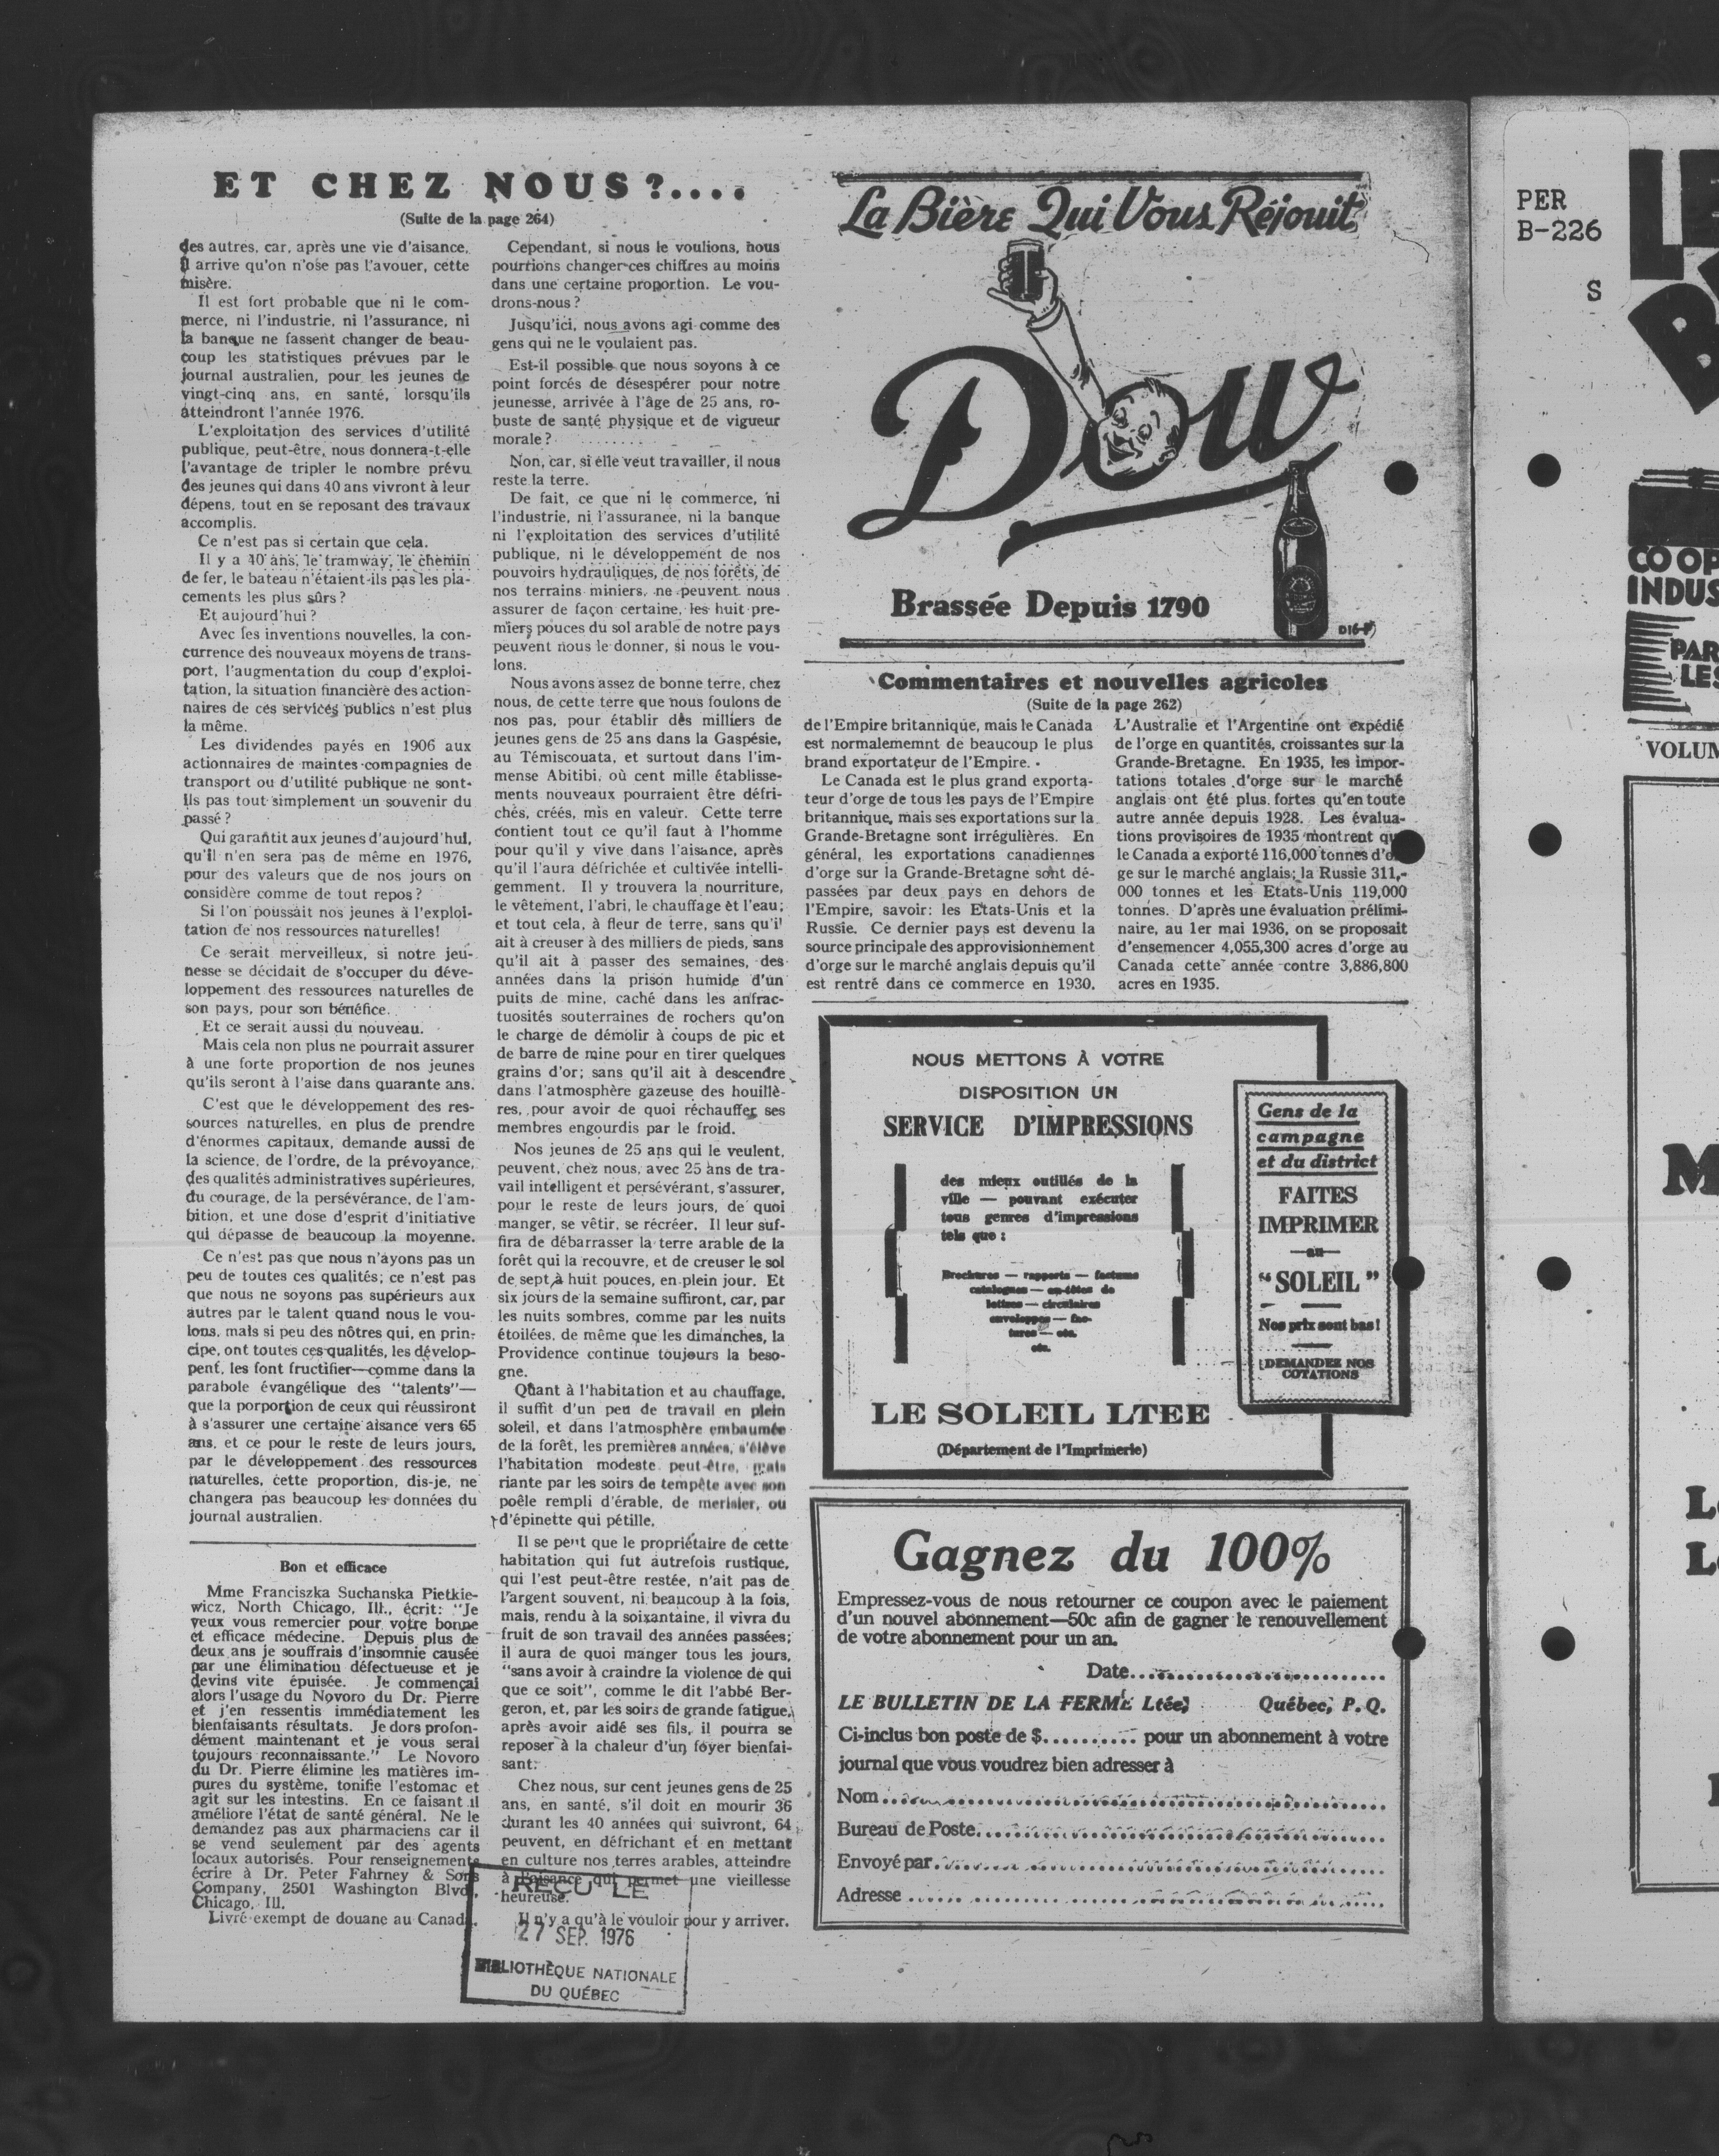 ET CHEZ NOUS?....
(Suite de la page 264)
des autres, car, après une vie d'aisance,
il arrive qu'on n'ose pas l'avouer, cette
misère.
Il est fort probable que ni le com-
merce, ni l'industrie, ni l'assurance, ni
la banque ne fassent changer de beau-
coup les statistiques prévues par le
journal australien, pour les jeunes de
vingt-cinq ans, en santé, lorsqu'ils
atteindront l'année 1976.
L'exploitation des services d'utilité
publique, peut-être, nous donnera-t-elle
l'avantage de tripler le nombre prévu
des jeunes qui dans 40 ans vivront à leur
dépens, tout en se reposant des travaux
accomplis.
Ce n'est pas si certain que cela.
Il y a 40 ans, le tramway, le chemin
de fer, le bateau n'étaient-ils pas les pla-
cements les plus sûrs?
Et aujourd'hui?
Avec les inventions nouvelles, la con-
currence des nouveaux moyens de trans-
port, l'augmentation du coup d'exploi-
tation, la situation financière des action-
naires de ces services publics n'est plus
la même.
Les dividendes payés en 1906 aux
actionnaires de maintes compagnies de
transport ou d'utilité publique ne sont-
ils pas tout simplement un souvenir du
passé?
Qui garantit aux jeunes d'aujourd'hui,
qu'il n'en sera pas de même en 1976,
pour des valeurs que de nos jours on
considère comme de tout repos?
Si l'on poussait nos jeunes à l'exploi-
tation de nos ressources naturelles!
Ce serait merveilleux, si notre jeu-
nesse se décidait de s'occuper du déve-
loppement des ressources naturelles de
son pays, pour son bénéfice.
Et ce serait aussi du nouveau.
Mais cela non plus ne pourrait assurer
à une forte proportion de nos jeunes
qu'ils seront à l'aise dans quarante ans.
C'est que le développement des res-
sources naturelles, en plus de prendre
d'énormes capitaux, demande aussi de
la science, de l'ordre, de la prévoyance,
des qualités administratives supérieures,
du courage, de la persévérance, de l'am-
bition, et une dose d'esprit d'initiative
qui dépasse de beaucoup la moyenne.
Ce n'est pas que nous n'ayons pas un
peu de toutes ces qualités; ce n'est pas
que nous ne soyons pas supérieurs aux
autres par le talent quand nous le vou-
lons, mais si peu des nôtres qui, en prin-
cipe, ont toutes ces qualités, les dévelop-
pent, les font fructifier—comme dans la
parabole évangélique des "talents"—
que la porportion de ceux qui réussiront
à s'assurer une certaine aisance vers 65
ans, et ce pour le reste de leurs jours,
par le développement des ressources
naturelles, cette proportion, dis-je, ne
changera pas beaucoup les données du
journal australien.
Bon et efficace
Mme Franciszka Suchanska Pietkie-
wicz, North Chicago, Ill., écrit: "Je
veux vous remercier pour votre bonne
et efficace médecine. Depuis plus de
deux ans je souffrais d'insomnie causée
par une élimination défectueuse et je
devins vite épuisée. Je commençai
alors l'usage du Novoro du Dr. Pierre
et j'en ressentis immédiatement les
bienfaisants résultats. Je dors profon-
dément maintenant et je vous serai
toujours reconnaissante." Le Novoro
du Dr. Pierre élimine les matières im-
pures du système, tonifie l'estomac et
agit sur les intestins. En ce faisant il
améliore l'état de santé général. Ne le
demandez pas aux pharmaciens car il
se vend seulement par des agents
locaux autorisés. Pour renseignements
écrire à Dr. Peter Fahrney & Sons
Company, 2501 Washington Blvd.,
Chicago, Ill.
Livré exempt de douane au Canada.
Cependant, si nous le voulions, nous
pourrions changer ces chiffres au moins
dans une certaine proportion. Le vou-
drons-nous?
Jusqu'ici, nous avons agi comme des
gens qui ne le voulaient pas.
Est-il possible que nous soyons à ce
point forcés de désespérer pour notre
jeunesse, arrivée à l'âge de 25 ans, ro-
buste de santé physique et de vigueur
morale?
Non, car, si elle veut travailler, il nous
reste la terre.
De fait, ce que ni le commerce, ni
l'industrie, ni l'assurance, ni la banque
ni l'exploitation des services d'utilité
publique, ni le développement de nos
pouvoirs hydrauliques, de nos forêts, de
nos terrains miniers, ne peuvent nous
assurer de façon certaine, les huit pre-
miers pouces du sol arable de notre pays
peuvent nous le donner, si nous le vou-
lons.
Nous avons assez de bonne terre, chez
nous, de cette terre que nous foulons de
nos pas, pour établir des milliers de
jeunes gens de 25 ans dans la Gaspésie,
au Témiscouata, et surtout dans l'im-
mense Abitibi, où cent mille établisse-
ments nouveaux pourraient être défri-
chés, créés, mis en valeur. Cette terre
contient tout ce qu'il faut à l'homme
pour qu'il y vive dans l'aisance, après
qu'il l'aura défrichée et cultivée intelli-
gemment. Il y trouvera la nourriture,
le vêtement, l'abri, le chauffage et l'eau;
et tout cela, à fleur de terre, sans qu'il
ait à creuser à des milliers de pieds, sans
qu'il ait à passer des semaines, des
années dans la prison humide d'un
puits de mine, caché dans les anfrac-
tuosités souterraines de rochers qu'on
le charge de démolir à coups de pic et
de barre de mine pour en tirer quelques
grains d'or; sans qu'il ait à descendre
dans l'atmosphère gazeuse des houillè-
res, pour avoir de quoi réchauffer ses
membres engourdis par le froid.
Nos jeunes de 25 ans qui le veulent,
peuvent, chez nous, avec 25 ans de tra-
vail intelligent et persévérant, s'assurer,
pour le reste de leurs jours, de quoi
manger, se vêtir, se récréer. Il leur suf-
fira de débarrasser la terre arable de la
forêt qui la recouvre, et de creuser le sol
de sept à huit pouces, en plein jour. Et
six jours de la semaine suffiront, car, par
les nuits sombres, comme par les nuits
étoilées, de même que les dimanches, la
Providence continue toujours la beso-
gne.
Quant à l'habitation et au chauffage,
il suffit d'un peu de travail en plein
soleil, et dans l'atmosphère embaumée
de la forêt, les premières années, s'élève
l'habitation modeste peut-être, mais
riante par les soirs de tempête avec son
poêle rempli d'érable, de merisier, ou
d'épinette qui pétille.
Il se peut que le propriétaire de cette
habitation qui fut autrefois rustique,
qui l'est peut-être restée, n'ait pas de
l'argent souvent, ni beaucoup à la fois,
mais, rendu à la soixantaine, il vivra du
fruit de son travail des années passées;
il aura de quoi manger tous les jours,
"sans avoir à craindre la violence de qui
que ce soit", comme le dit l'abbé Ber-
geron, et, par les soirs de grande fatigue,
après avoir aidé ses fils, il pourra se
reposer à la chaleur d'un foyer bienfai-
sant.
Chez nous, sur cent jeunes gens de 25
ans, en santé, s'il doit en mourir 36
durant les 40 années qui suivront, 64
peuvent, en défrichant et en mettant
en culture nos terres arables, atteindre
à l'aisance qui permet une vieillesse
heureuse.
Il n'y a qu'à le vouloir pour y arriver.
REÇU LE
27 SEP. 1976
BIBLIOTHÈQUE NATIONALE
DU QUÉBEC
La Bière Qui Vous Réjouit
Dow
Brassée Depuis 1790
Commentaires et nouvelles agricoles
(Suite de la page 262)
de l'Empire britannique, mais le Canada
est normalememnt de beaucoup le plus
brand exportateur de l'Empire.
Le Canada est le plus grand exporta-
teur d'orge de tous les pays de l'Empire
britannique, mais ses exportations sur la
Grande-Bretagne sont irrégulières. En
général, les exportations canadiennes
d'orge sur la Grande-Bretagne sont dé-
passées par deux pays en dehors de
l'Empire, savoir: les Etats-Unis et la
Russie. Ce dernier pays est devenu la
source principale des approvisionnement
d'orge sur le marché anglais depuis qu'il
est rentré dans ce commerce en 1930.
L'Australie et l'Argentine ont expédié
de l'orge en quantités, croissantes sur la
Grande-Bretagne. En 1935, les impor-
tations totales d'orge sur le marché
anglais ont été plus fortes qu'en toute
autre année depuis 1928. Les évalua-
tions provisoires de 1935 montrent que
le Canada a exporté 116,000 tonnes d'or-
ge sur le marché anglais; la Russie 311,-
000 tonnes et les Etats-Unis 119,000
tonnes. D'après une évaluation prélimi-
naire, au 1er mai 1936, on se proposait
d'ensemencer 4,055,300 acres d'orge au
Canada cette année contre 3,886,800
acres en 1935.
NOUS METTONS À VOTRE
DISPOSITION UN
SERVICE D'IMPRESSIONS
des mieux outillés de la
ville — pouvant exécuter
tous genres d'impressions
tels que :
Brochures — rapports — factums
catalogues — en-têtes de
lettres — circulaires
enveloppes — fac-
tures — etc.
etc.
LE SOLEIL LTEE
(Département de l'Imprimerie)
Gens de la
campagne
et du district
FAITES
IMPRIMER
au
"SOLEIL"
Nos prix sont bas!
DEMANDEZ NOS
COTATIONS
Gagnez du 100%
Empressez-vous de nous retourner ce coupon avec le paiement
d'un nouvel abonnement—50c afin de gagner le renouvellement
de votre abonnement pour un an.
Date..............................
LE BULLETIN DE LA FERME Ltée, Québec, P. Q.
Ci-inclus bon poste de $.......... pour un abonnement à votre
journal que vous voudrez bien adresser à
Nom..............................
Bureau de Poste..............................
Envoyé par..............................
Adresse..............................
PER
B-226
S
LE
B
COOP
INDUS
PAR
LES
VOLUM
M
L
L